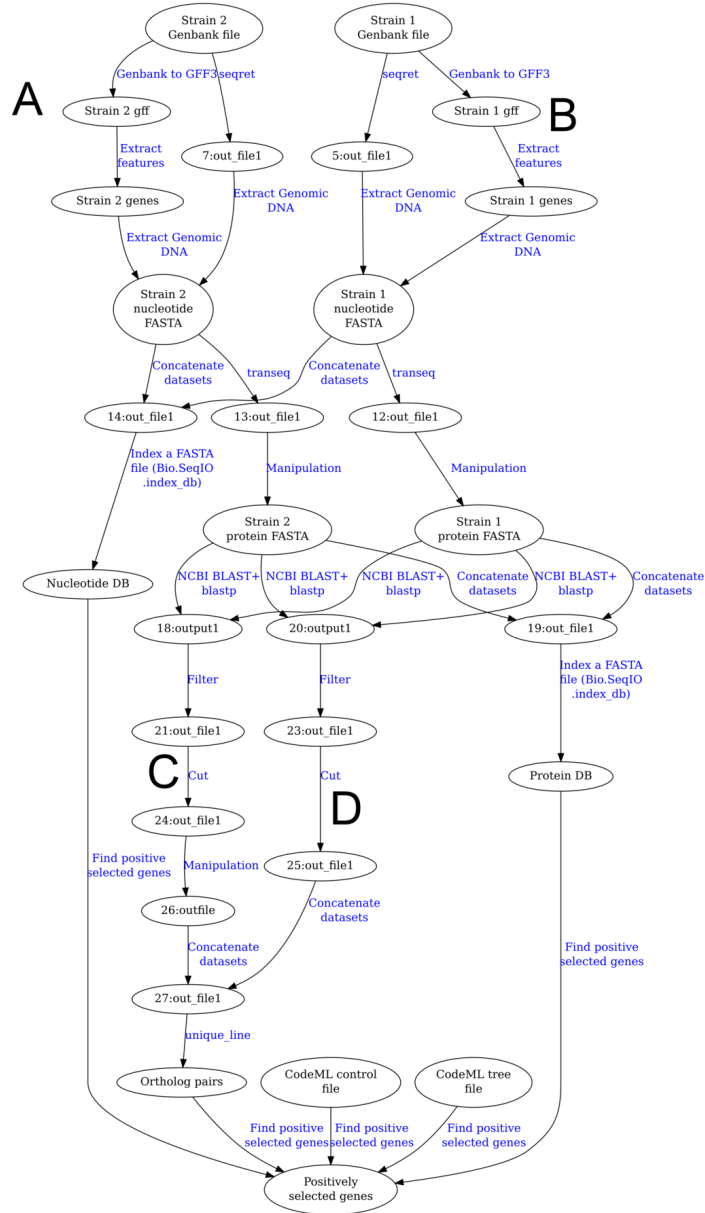 Strain 2
Genbank file
Strain 1
Genbank file
Genbank to GFF3
seqret
seqret
Genbank to GFF3
A
Strain 2 gff
Strain 1 gff
B
Extract
features
7:out_file1
5:out_file1
Extract
features
Strain 2 genes
Extract Genomic
DNA
Extract Genomic
DNA
Strain 1 genes
Extract Genomic
DNA
Extract Genomic
DNA
Strain 2
nucleotide
FASTA
Strain 1
nucleotide
FASTA
Concatenate
datasets
transeq
Concatenate
datasets
transeq
14:out_file1
13:out_file1
12:out_file1
Index a FASTA
file (Bio.SeqIO
.index_db)
Manipulation
Manipulation
Strain 2
protein FASTA
Strain 1
protein FASTA
Nucleotide DB
NCBI BLAST+
blastp
NCBI BLAST+
blastp
NCBI BLAST+
blastp
Concatenate
datasets
NCBI BLAST+
blastp
Concatenate
datasets
18:output1
20:output1
19:out_file1
Filter
Filter
Index a FASTA
file (Bio.SeqIO
.index_db)
21:out_file1
23:out_file1
C
Cut
Cut
Protein DB
D
24:out_file1
Find positive
selected genes
Manipulation
25:out_file1
26:outfile
Concatenate
datasets
Concatenate
datasets
Find positive
selected genes
27:out_file1
unique_line
Ortholog pairs
CodeML control
file
CodeML tree
file
Find positive
selected genes
Find positive
selected genes
Find positive
selected genes
Positively
selected genes